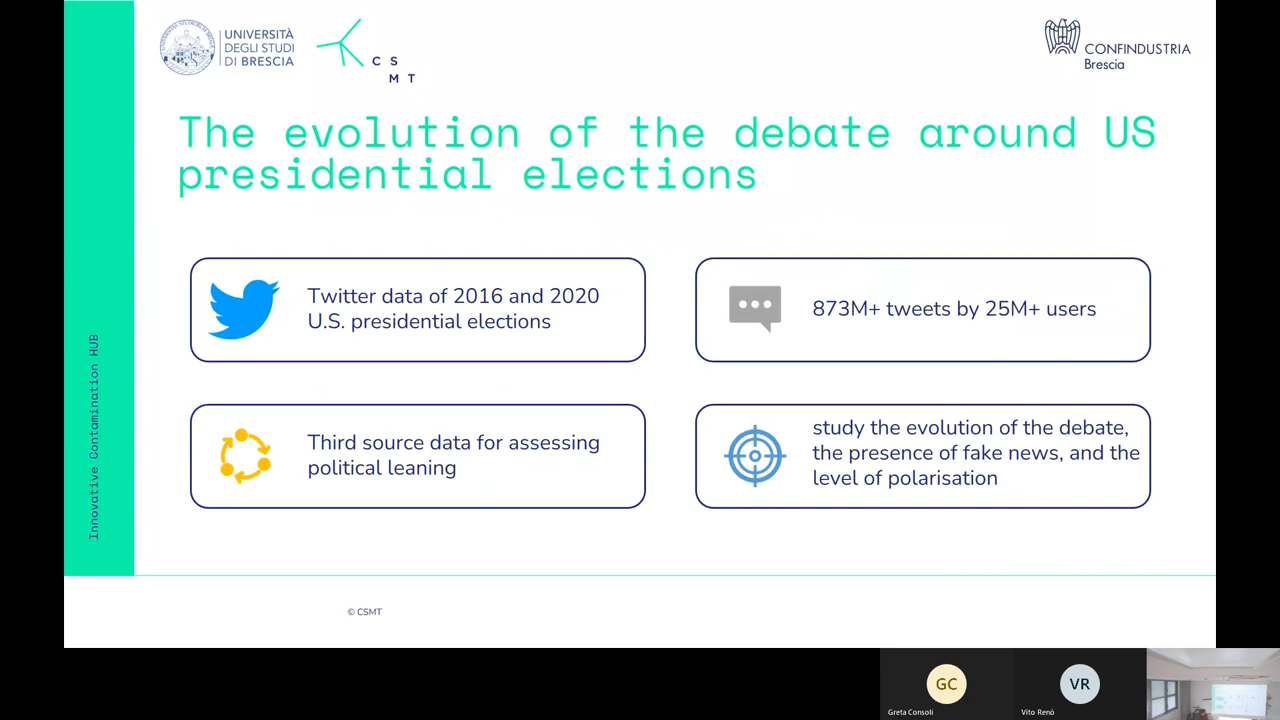 UNIVERSITÀ
DEGLI STUDI
DI BRESCIA
C S
M T
CONFINDUSTRIA
Brescia
The evolution of the debate around US
presidential elections
Twitter data of 2016 and 2020
U.S. presidential elections
873M+ tweets by 25M+ users
Third source data for assessing
political leaning
study the evolution of the debate,
the presence of fake news, and the
level of polarisation
Innovative Contamination HUB
© CSMT
GC
Greta Consoli
VR
Vito Renò